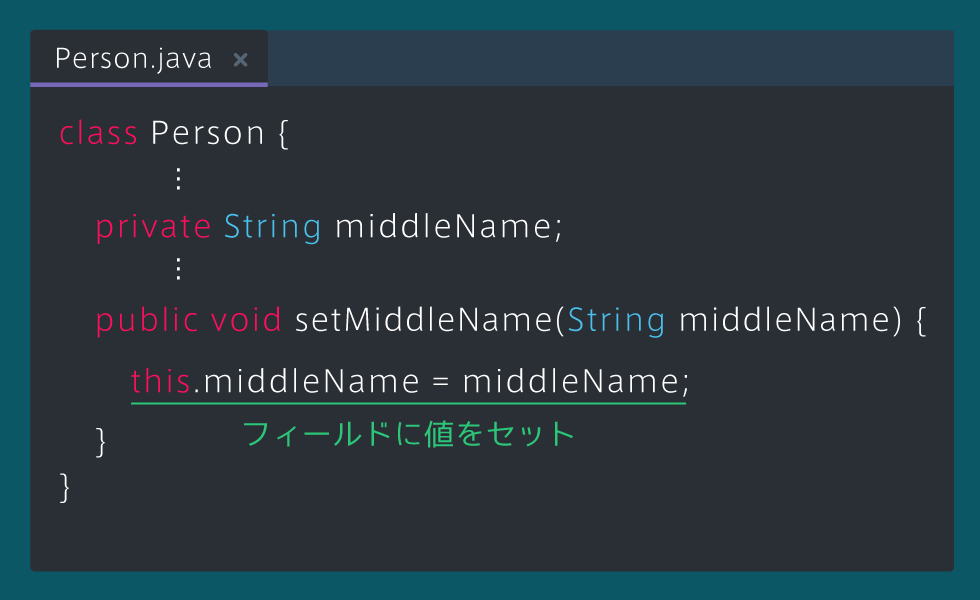 Person.java ×
class Person {
⋮
private String middleName;
⋮
public void setMiddleName(String middleName) {
this.middleName = middleName;
フィールドに値をセット
}
}